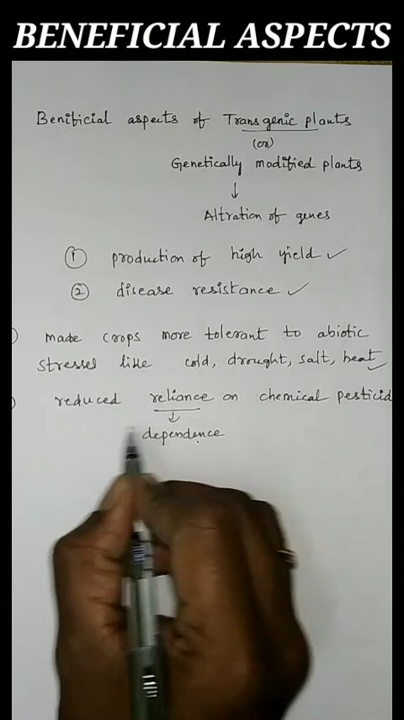 BENEFICIAL ASPECTS
Benificial aspects of Transgenic plants
(or)
Genetically modified plants
↓
Altration of genes
① production of high yield ✓
② disease resistance ✓
) made crops more tolerant to abiotic
stresses like cold, drought, salt, heat ✓
) reduced reliance on chemical pesticid
↓
dependence